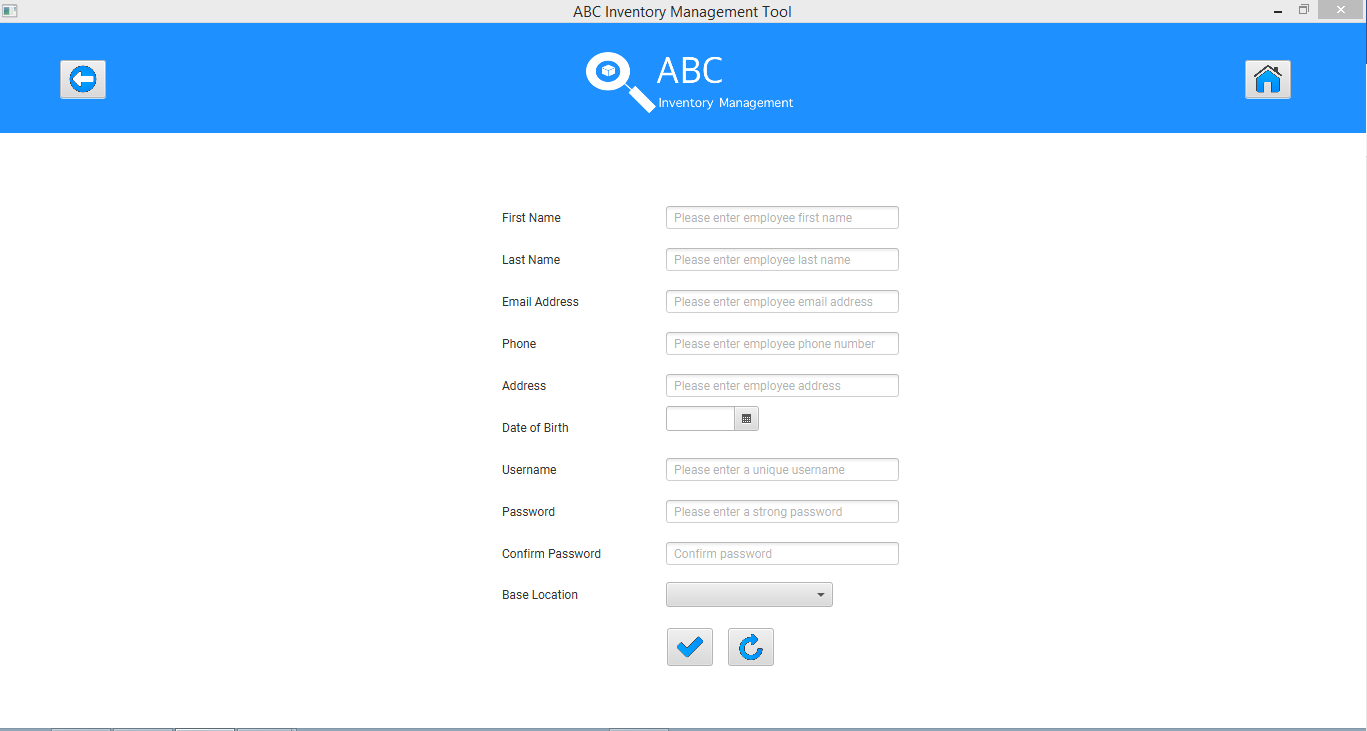 ABC Inventory Management Tool
ABC
Inventory Management
First Name
Please enter employee first name
Last Name
Please enter employee last name
Email Address
Please enter employee email address
Phone
Please enter employee phone number
Address
Please enter employee address
Date of Birth
Username
Please enter a unique username
Password
Please enter a strong password
Confirm Password
Confirm password
Base Location